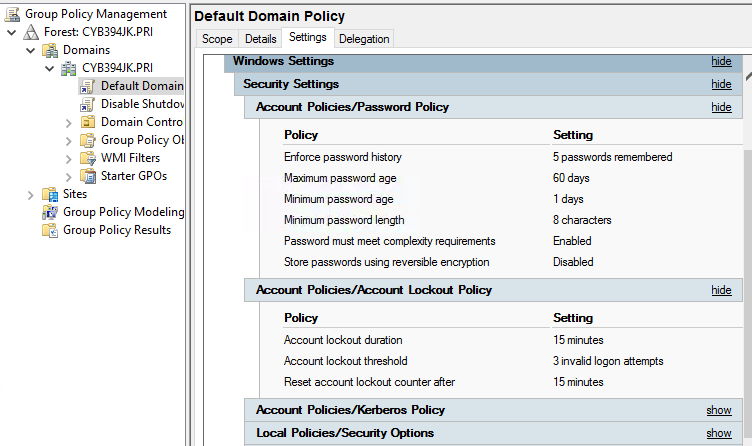 Group Policy Management
Forest: CYB394JK.PRI
Domains
CYB394JK.PRI
Default Domain
Disable Shutdov
Domain Contro
Group Policy Ob
WMI Filters
Starter GPOs
Sites
Group Policy Modeling
Group Policy Results
Default Domain Policy
Scope Details Settings Delegation
Windows Settings hide
Security Settings hide
Account Policies/Password Policy hide
Policy Setting
Enforce password history 5 passwords remembered
Maximum password age 60 days
Minimum password age 1 days
Minimum password length 8 characters
Password must meet complexity requirements Enabled
Store passwords using reversible encryption Disabled
Account Policies/Account Lockout Policy hide
Policy Setting
Account lockout duration 15 minutes
Account lockout threshold 3 invalid logon attempts
Reset account lockout counter after 15 minutes
Account Policies/Kerberos Policy show
Local Policies/Security Options show